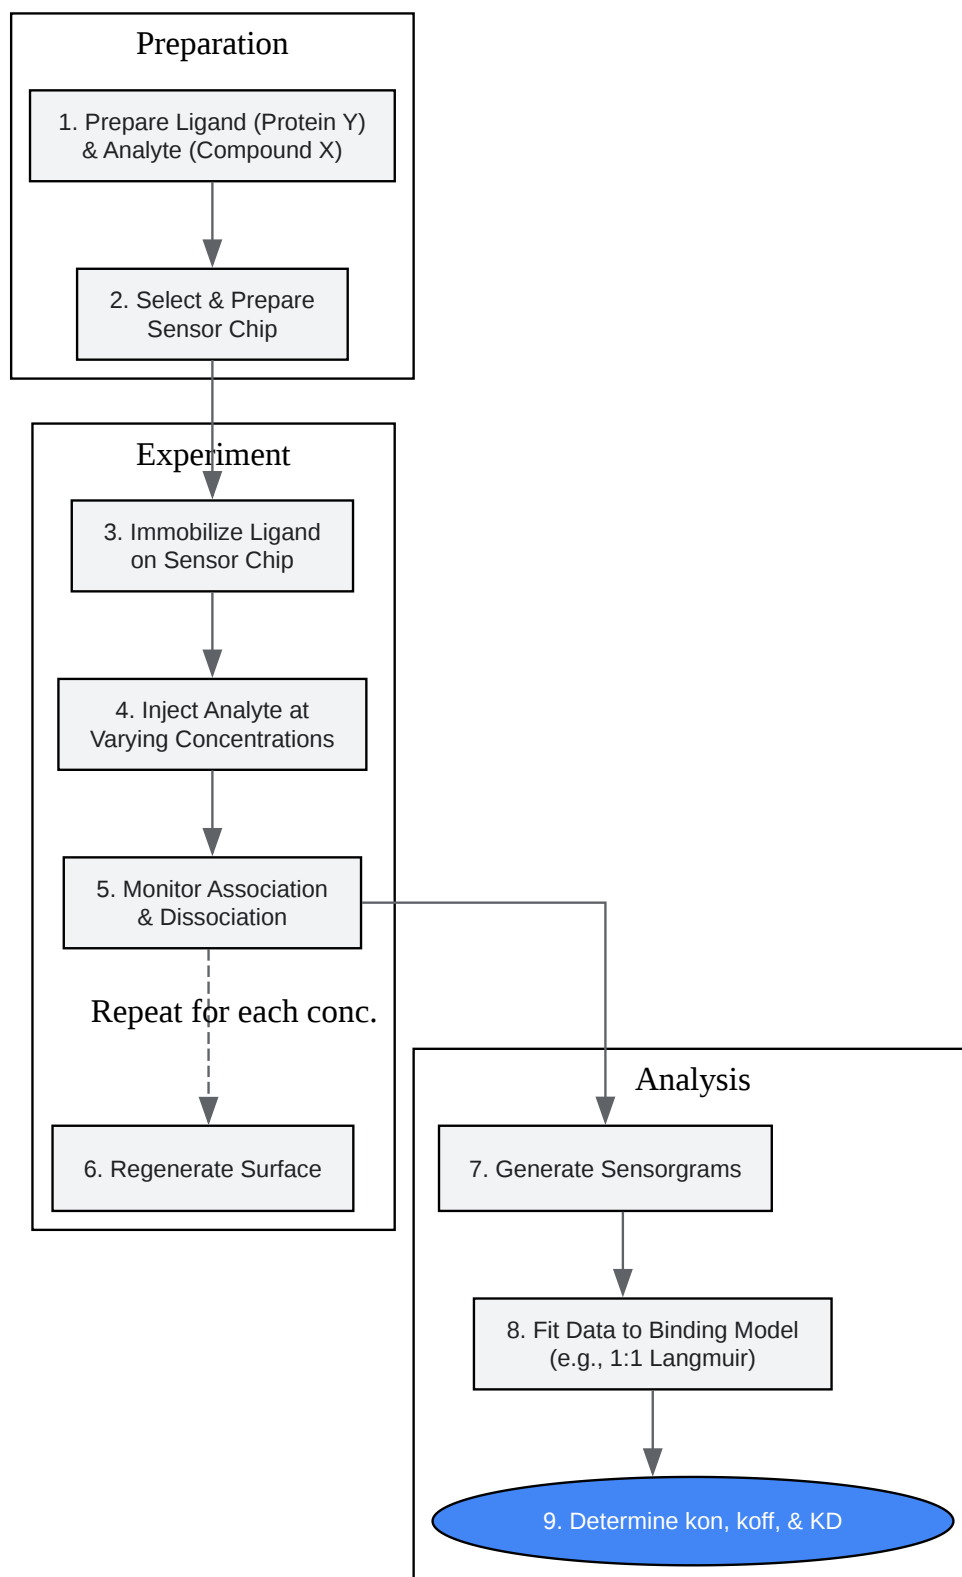 Preparation
1. Prepare Ligand (Protein Y)
& Analyte (Compound X)
2. Select & Prepare
Sensor Chip
Experiment
3. Immobilize Ligand
on Sensor Chip
4. Inject Analyte at
Varying Concentrations
5. Monitor Association
& Dissociation
Repeat for each conc.
6. Regenerate Surface
Analysis
7. Generate Sensorgrams
8. Fit Data to Binding Model
(e.g., 1:1 Langmuir)
9. Determine kon, koff, & KD